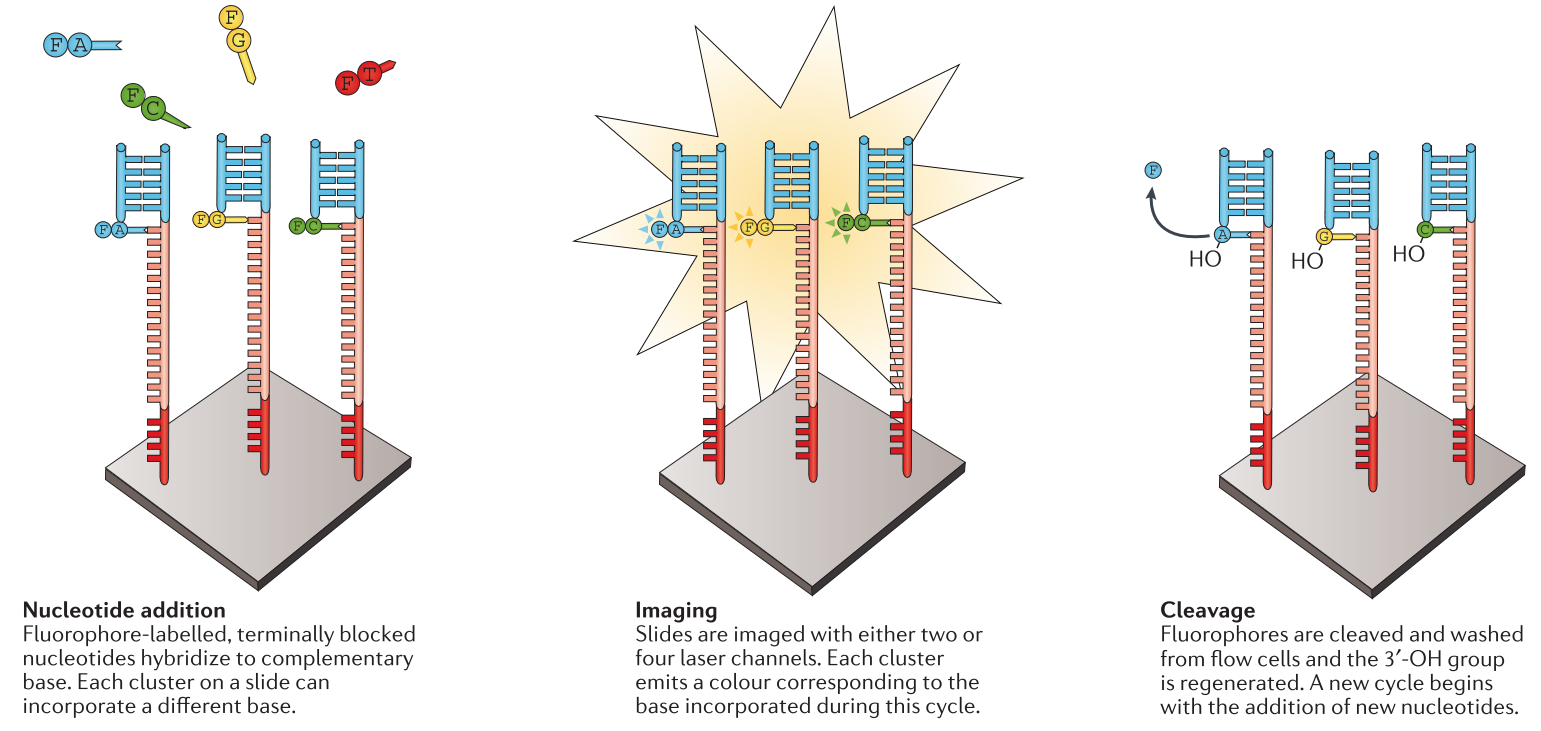 F A
F G
F C
F T
F A
F G
F C
F A
F G
F C
F
A
G
C
HO
HO
HO
Nucleotide addition
Fluorophore-labelled, terminally blocked
nucleotides hybridize to complementary
base. Each cluster on a slide can
incorporate a different base.
Imaging
Slides are imaged with either two or
four laser channels. Each cluster
emits a colour corresponding to the
base incorporated during this cycle.
Cleavage
Fluorophores are cleaved and washed
from flow cells and the 3′-OH group
is regenerated. A new cycle begins
with the addition of new nucleotides.